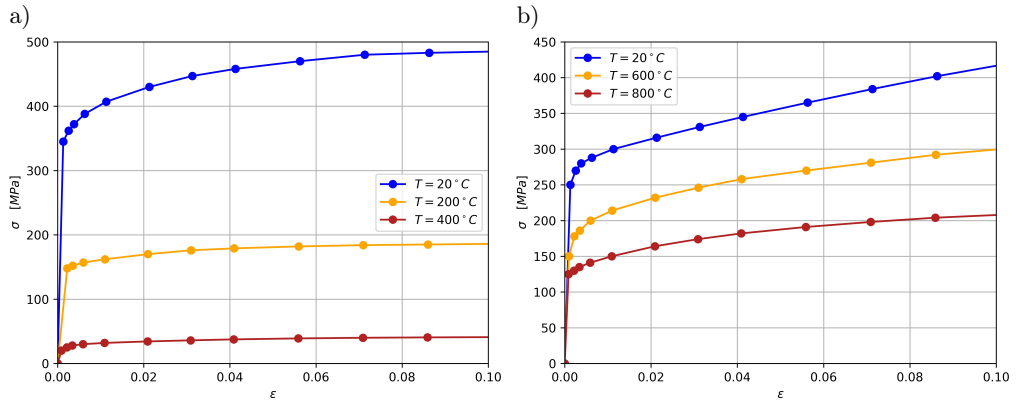 a)
500
400
300
200
100
0
σ [MPa]
T = 20°C
T = 200°C
T = 400°C
0.00 0.02 0.04 0.06 0.08 0.10
ε
b)
450
400
350
300
250
200
150
100
50
0
σ [MPa]
T = 20°C
T = 600°C
T = 800°C
0.00 0.02 0.04 0.06 0.08 0.10
ε